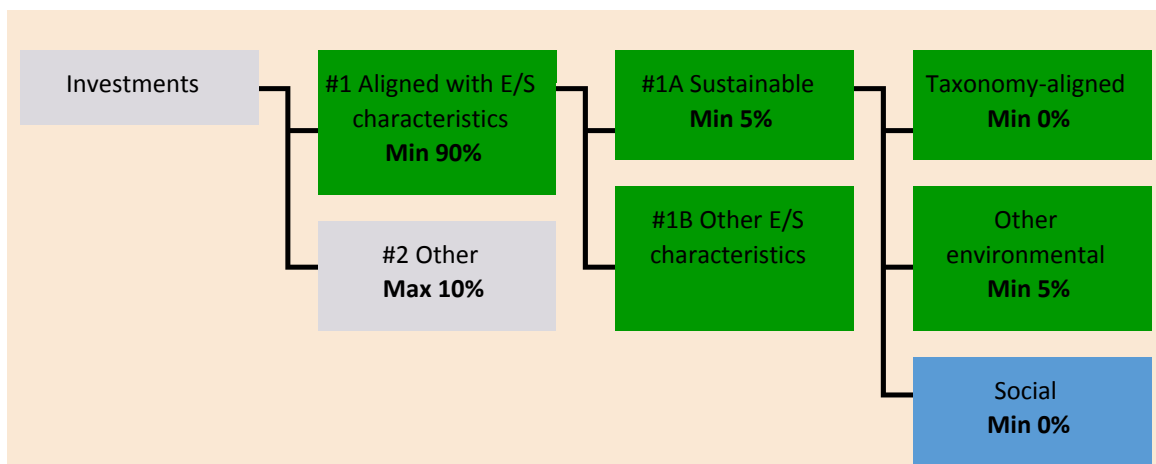 Investments
#1 Aligned with E/S
characteristics
Min 90%
#2 Other
Max 10%
#1A Sustainable
Min 5%
#1B Other E/S
characteristics
Taxonomy-aligned
Min 0%
Other
environmental
Min 5%
Social
Min 0%